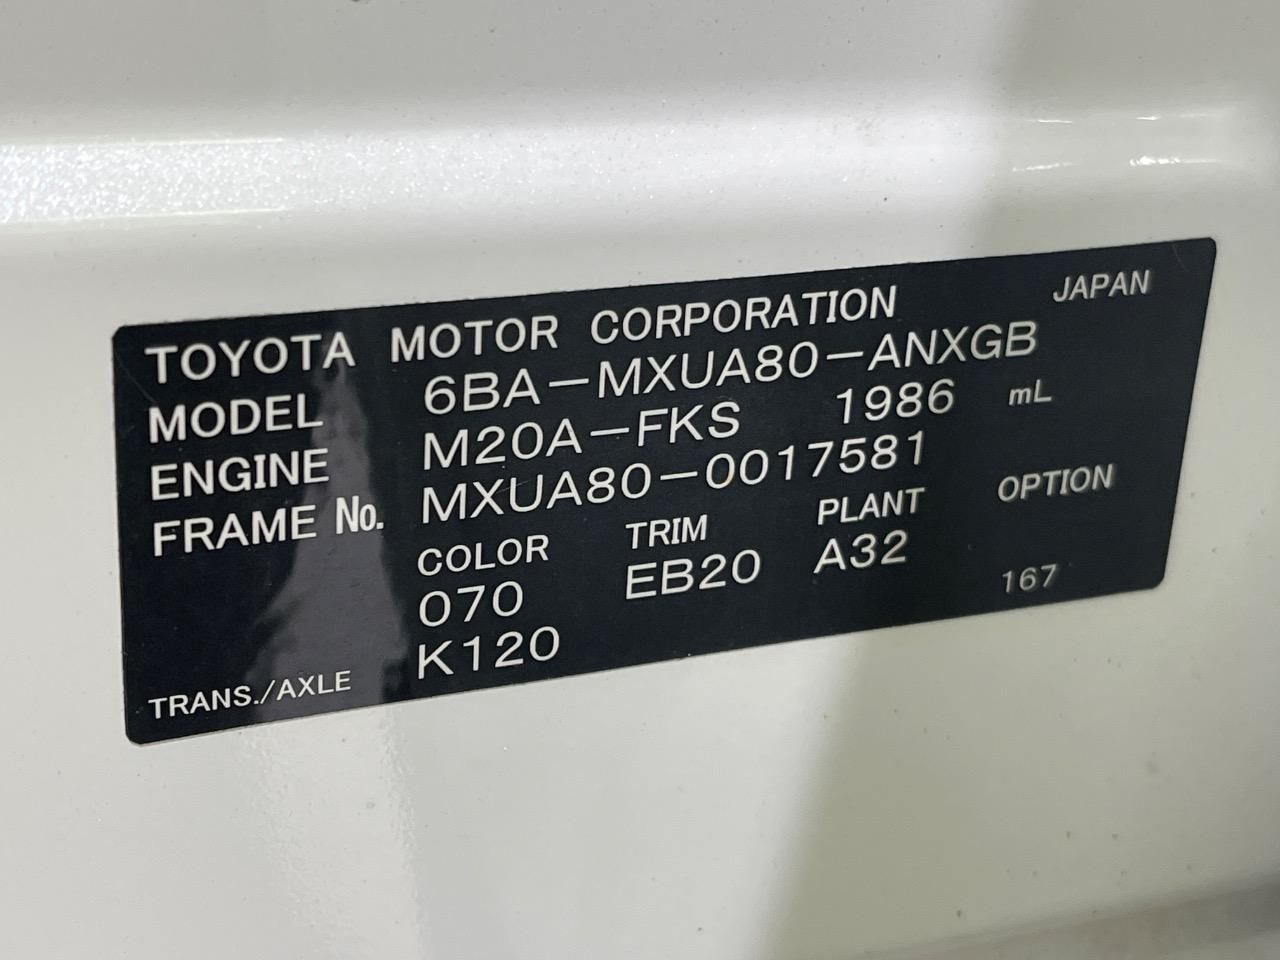 TOYOTA MOTOR CORPORATION JAPAN
MODEL 6BA-MXUA80-ANXGB
ENGINE M20A-FKS 1986 mL
FRAME No. MXUA80-0017581
COLOR TRIM PLANT OPTION
070 EB20 A32 167
TRANS./AXLE K120